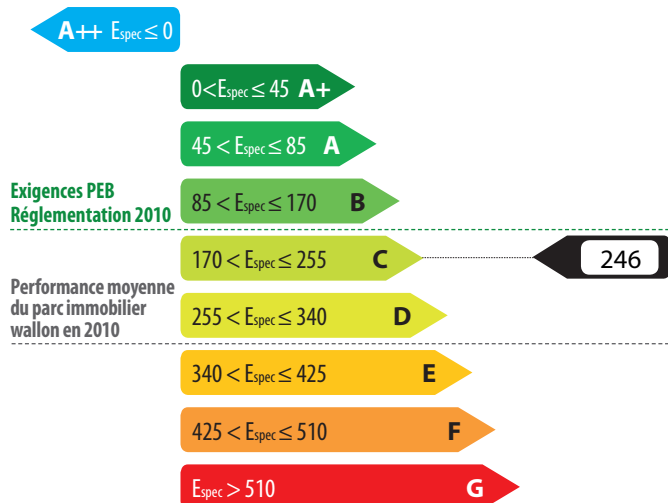 A++ Espec ≤ 0
0<Espec ≤ 45 A+
45 < Espec ≤ 85 A
Exigences PEB
Réglementation 2010
85 < Espec ≤ 170 B
170 < Espec ≤ 255 C
246
Performance moyenne
du parc immobilier
wallon en 2010
255 < Espec ≤ 340 D
340 < Espec ≤ 425 E
425 < Espec ≤ 510 F
Espec > 510 G